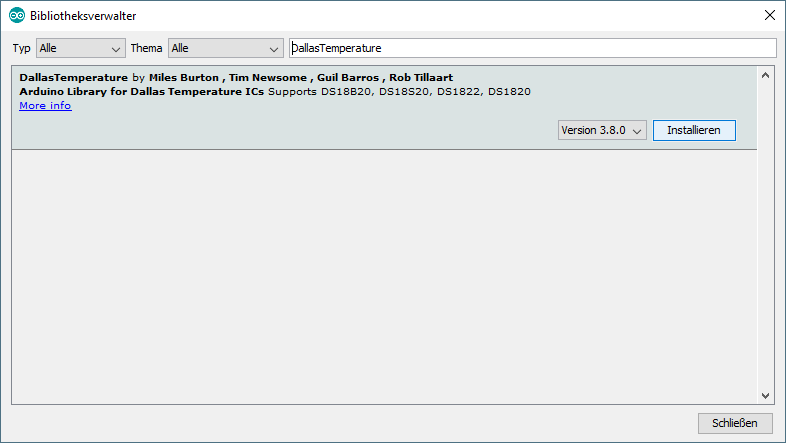 Bibliotheksverwalter
Typ Alle Thema Alle DallasTemperature
DallasTemperature by Miles Burton , Tim Newsome , Guil Barros , Rob Tillaart
Arduino Library for Dallas Temperature ICs Supports DS18B20, DS18S20, DS1822, DS1820
More info
Version 3.8.0 Installieren
Schließen